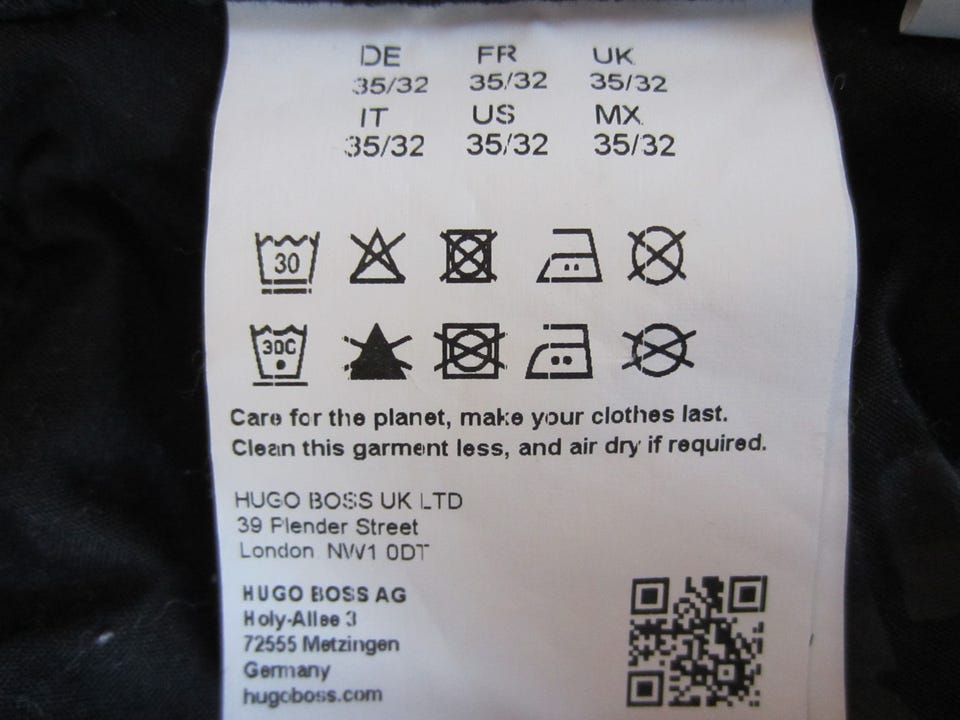 DE FR UK
35/32 35/32 35/32
IT US MX
35/32 35/32 35/32
30
30C
Care for the planet, make your clothes last.
Clean this garment less, and air dry if required.
HUGO BOSS UK LTD
39 Plender Street
London NW1 0DT
HUGO BOSS AG
Holy-Allee 3
72555 Metzingen
Germany
hugoboss.com